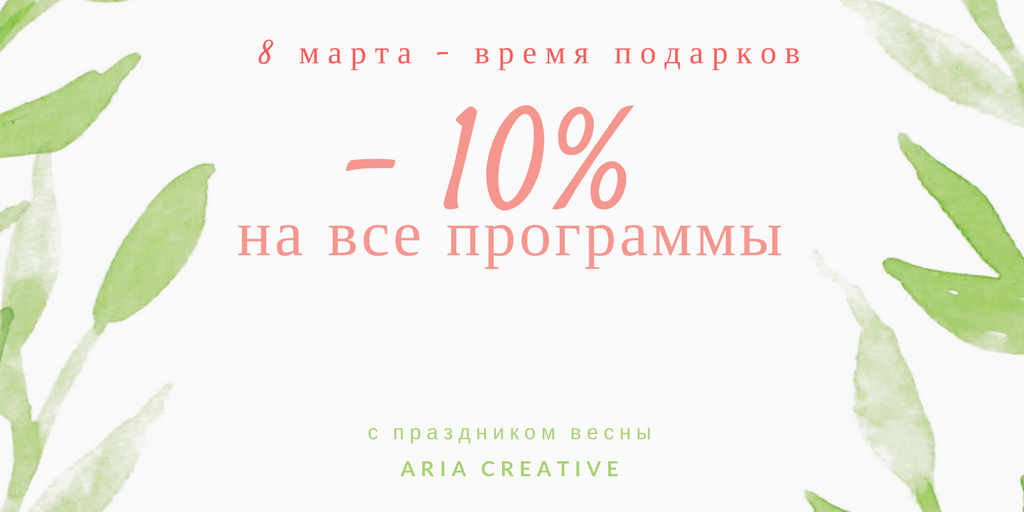 8 марта - время подарков
- 10%
на все программы
с праздником весны
ARIA CREATIVE